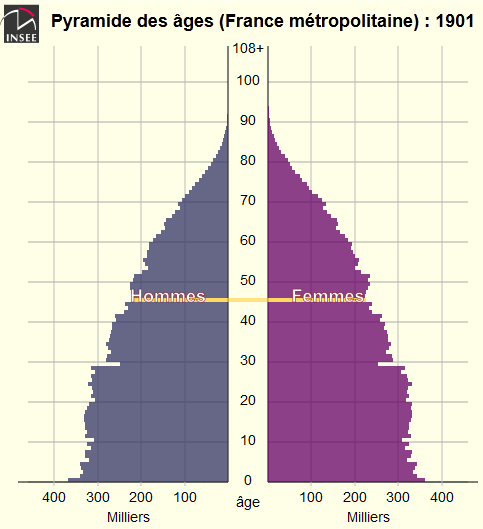 INSEE
Pyramide des âges (France métropolitaine) : 1901
108+
100
90
80
70
60
50
Hommes Femmes
40
30
20
10
0
400 300 200 100 âge 100 200 300 400
Milliers Milliers